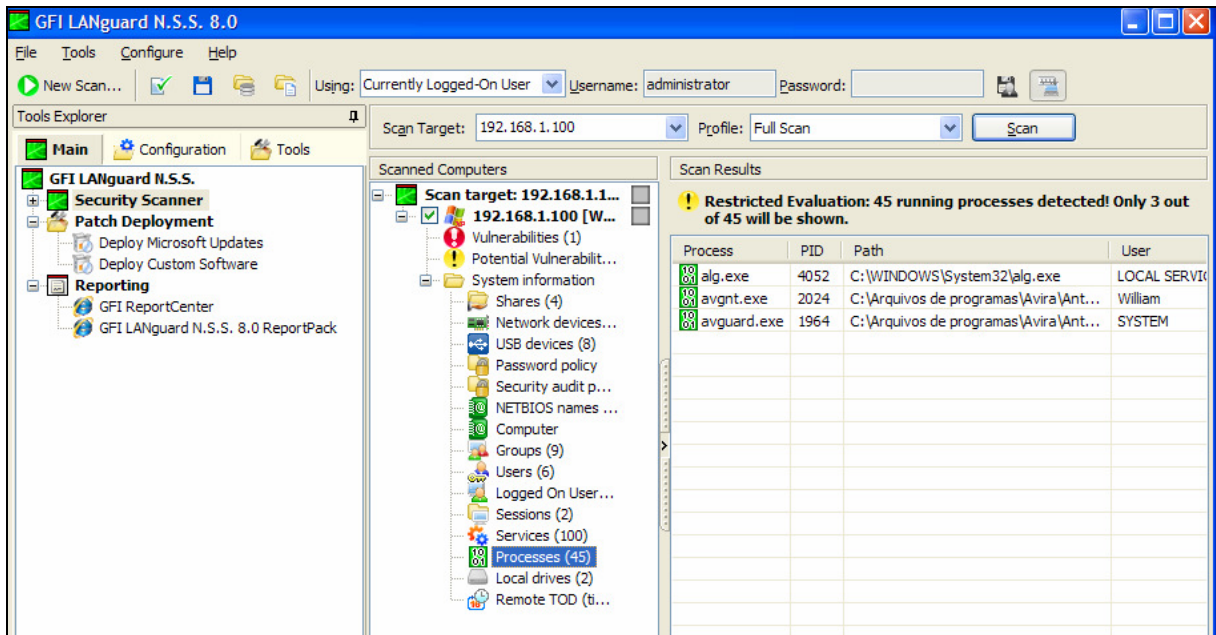 GFI LANguard N.S.S. 8.0
File Tools Configure Help
New Scan... Using: Currently Logged-On User Username: administrator Password:
Tools Explorer
Main Configuration Tools
GFI LANguard N.S.S.
Security Scanner
Patch Deployment
Deploy Microsoft Updates
Deploy Custom Software
Reporting
GFI ReportCenter
GFI LANguard N.S.S. 8.0 ReportPack
Scan Target: 192.168.1.100 Profile: Full Scan Scan
Scanned Computers
Scan target: 192.168.1.1...
192.168.1.100 [W...
Vulnerabilities (1)
Potential Vulnerabilit...
System information
Shares (4)
Network devices...
USB devices (8)
Password policy
Security audit p...
NETBIOS names ...
Computer
Groups (9)
Users (6)
Logged On User...
Sessions (2)
Services (100)
Processes (45)
Local drives (2)
Remote TOD (ti...
Scan Results
Restricted Evaluation: 45 running processes detected! Only 3 out
of 45 will be shown.
Process PID Path User
alg.exe 4052 C:\WINDOWS\System32\alg.exe LOCAL SERVIC
avgnt.exe 2024 C:\Arquivos de programas\Avira\Ant... William
avguard.exe 1964 C:\Arquivos de programas\Avira\Ant... SYSTEM